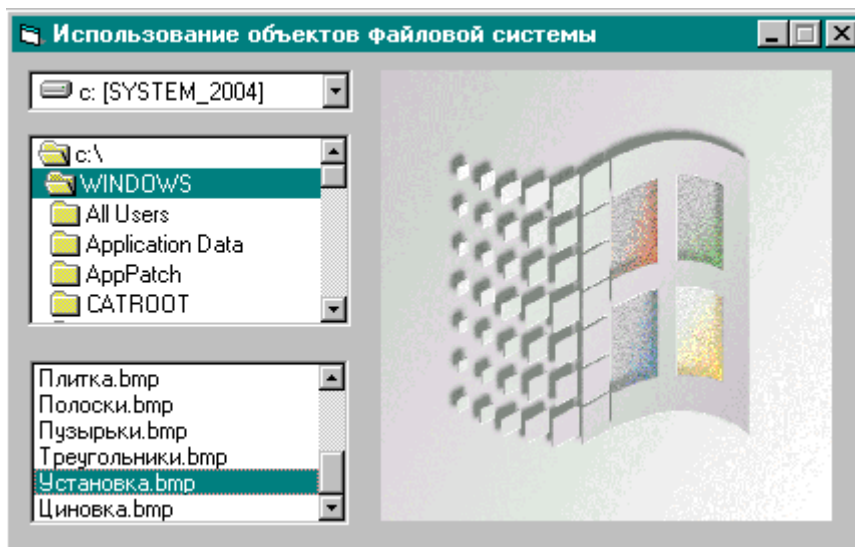 Использование объектов файловой системы
c: [SYSTEM_2004]
c:\
WINDOWS
All Users
Application Data
AppPatch
CATROOT
Плитка.bmp
Полоски.bmp
Пузырьки.bmp
Треугольники.bmp
Установка.bmp
Циновка.bmp